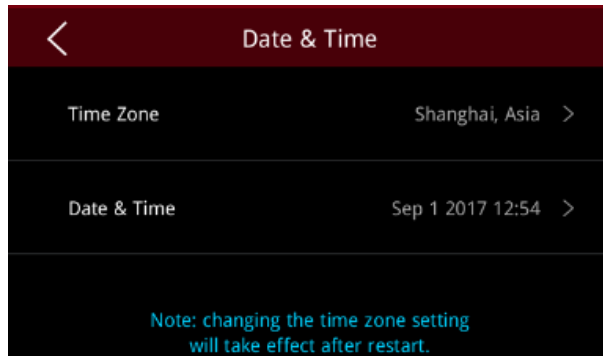 Date & Time
Time Zone Shanghai, Asia
Date & Time Sep 1 2017 12:54
Note: changing the time zone setting
will take effect after restart.